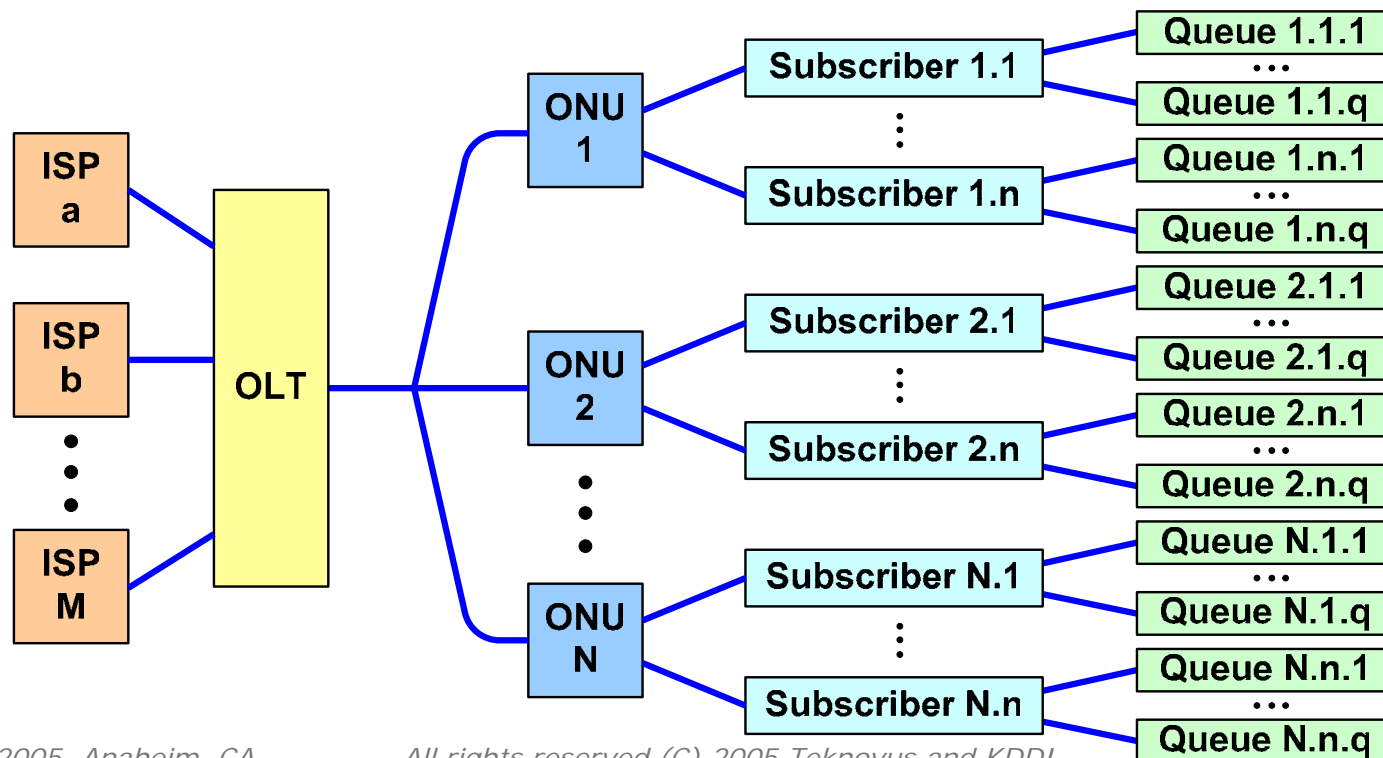 ISP
a
ISP
b
ISP
M
OLT
ONU
1
ONU
2
ONU
N
Subscriber 1.1
Subscriber 1.n
Subscriber 2.1
Subscriber 2.n
Subscriber N.1
Subscriber N.n
Queue 1.1.1
Queue 1.1.q
Queue 1.n.1
Queue 1.n.q
Queue 2.1.1
Queue 2.1.q
Queue 2.n.1
Queue 2.n.q
Queue N.1.1
Queue N.1.q
Queue N.n.1
Queue N.n.q
2005, Anaheim, CA
All rights reserved (C) 2005 Teknovus and KDDI